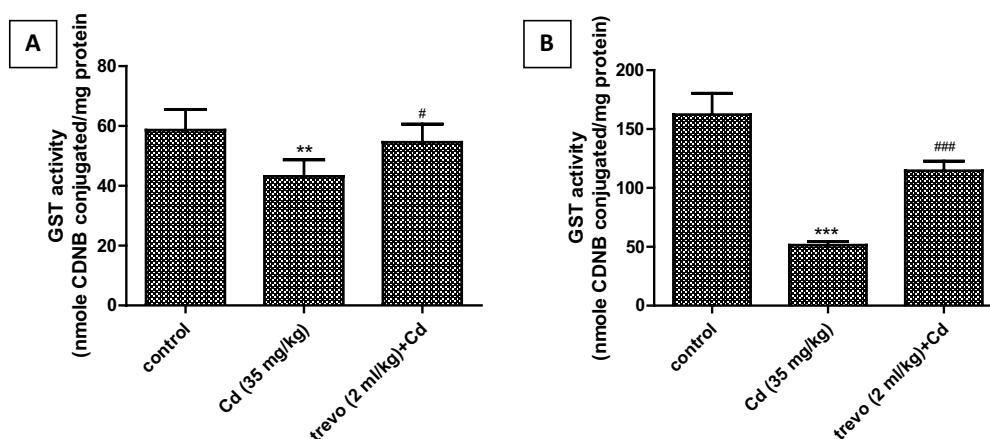 A
GST activity
(nmole CDNB conjugated/mg protein
80
60
40
20
0
**
#
control
Cd (35 mg/kg)
trevo (2 ml/kg)+Cd
B
GST activity
(nmole CDNB conjugated/mg protein)
200
150
100
50
0
***
###
control
Cd (35 mg/kg)
trevo (2 ml/kg)+Cd